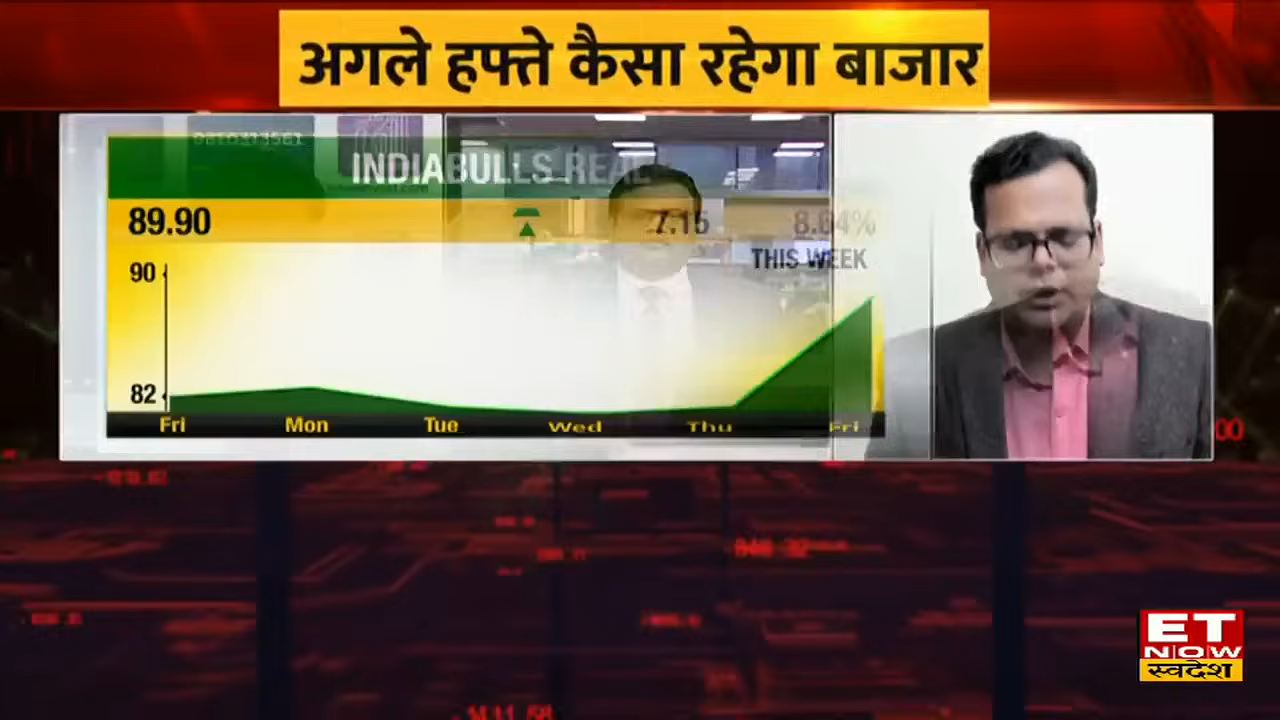 अगले हफ्ते कैसा रहेगा बाजार
INDIABULLS REAL
89.90 7.15 8.64%
THIS WEEK
90
82
Fri Mon Tue Wed Thu Fri
ET
NOW
स्वदेश